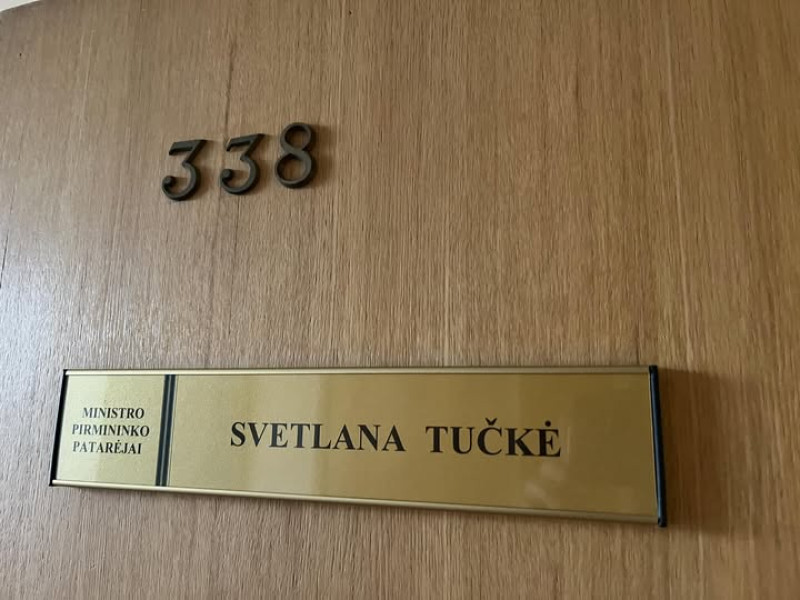 338
MINISTRO
PIRMININKO
PATARĖJAI
SVETLANA TUČKĖ